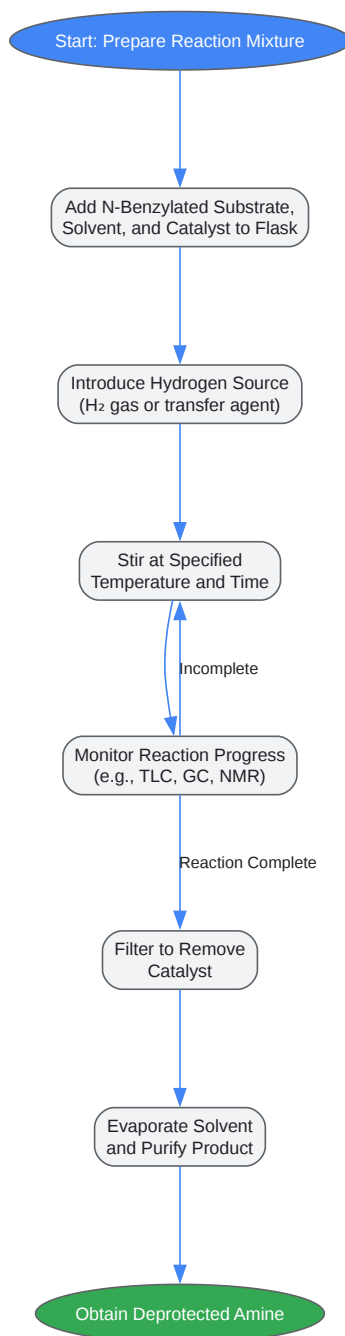 Start: Prepare Reaction Mixture
Add N-Benzylated Substrate,
Solvent, and Catalyst to Flask
Introduce Hydrogen Source
(H₂ gas or transfer agent)
Stir at Specified
Temperature and Time
Incomplete
Monitor Reaction Progress
(e.g., TLC, GC, NMR)
Reaction Complete
Filter to Remove
Catalyst
Evaporate Solvent
and Purify Product
Obtain Deprotected Amine